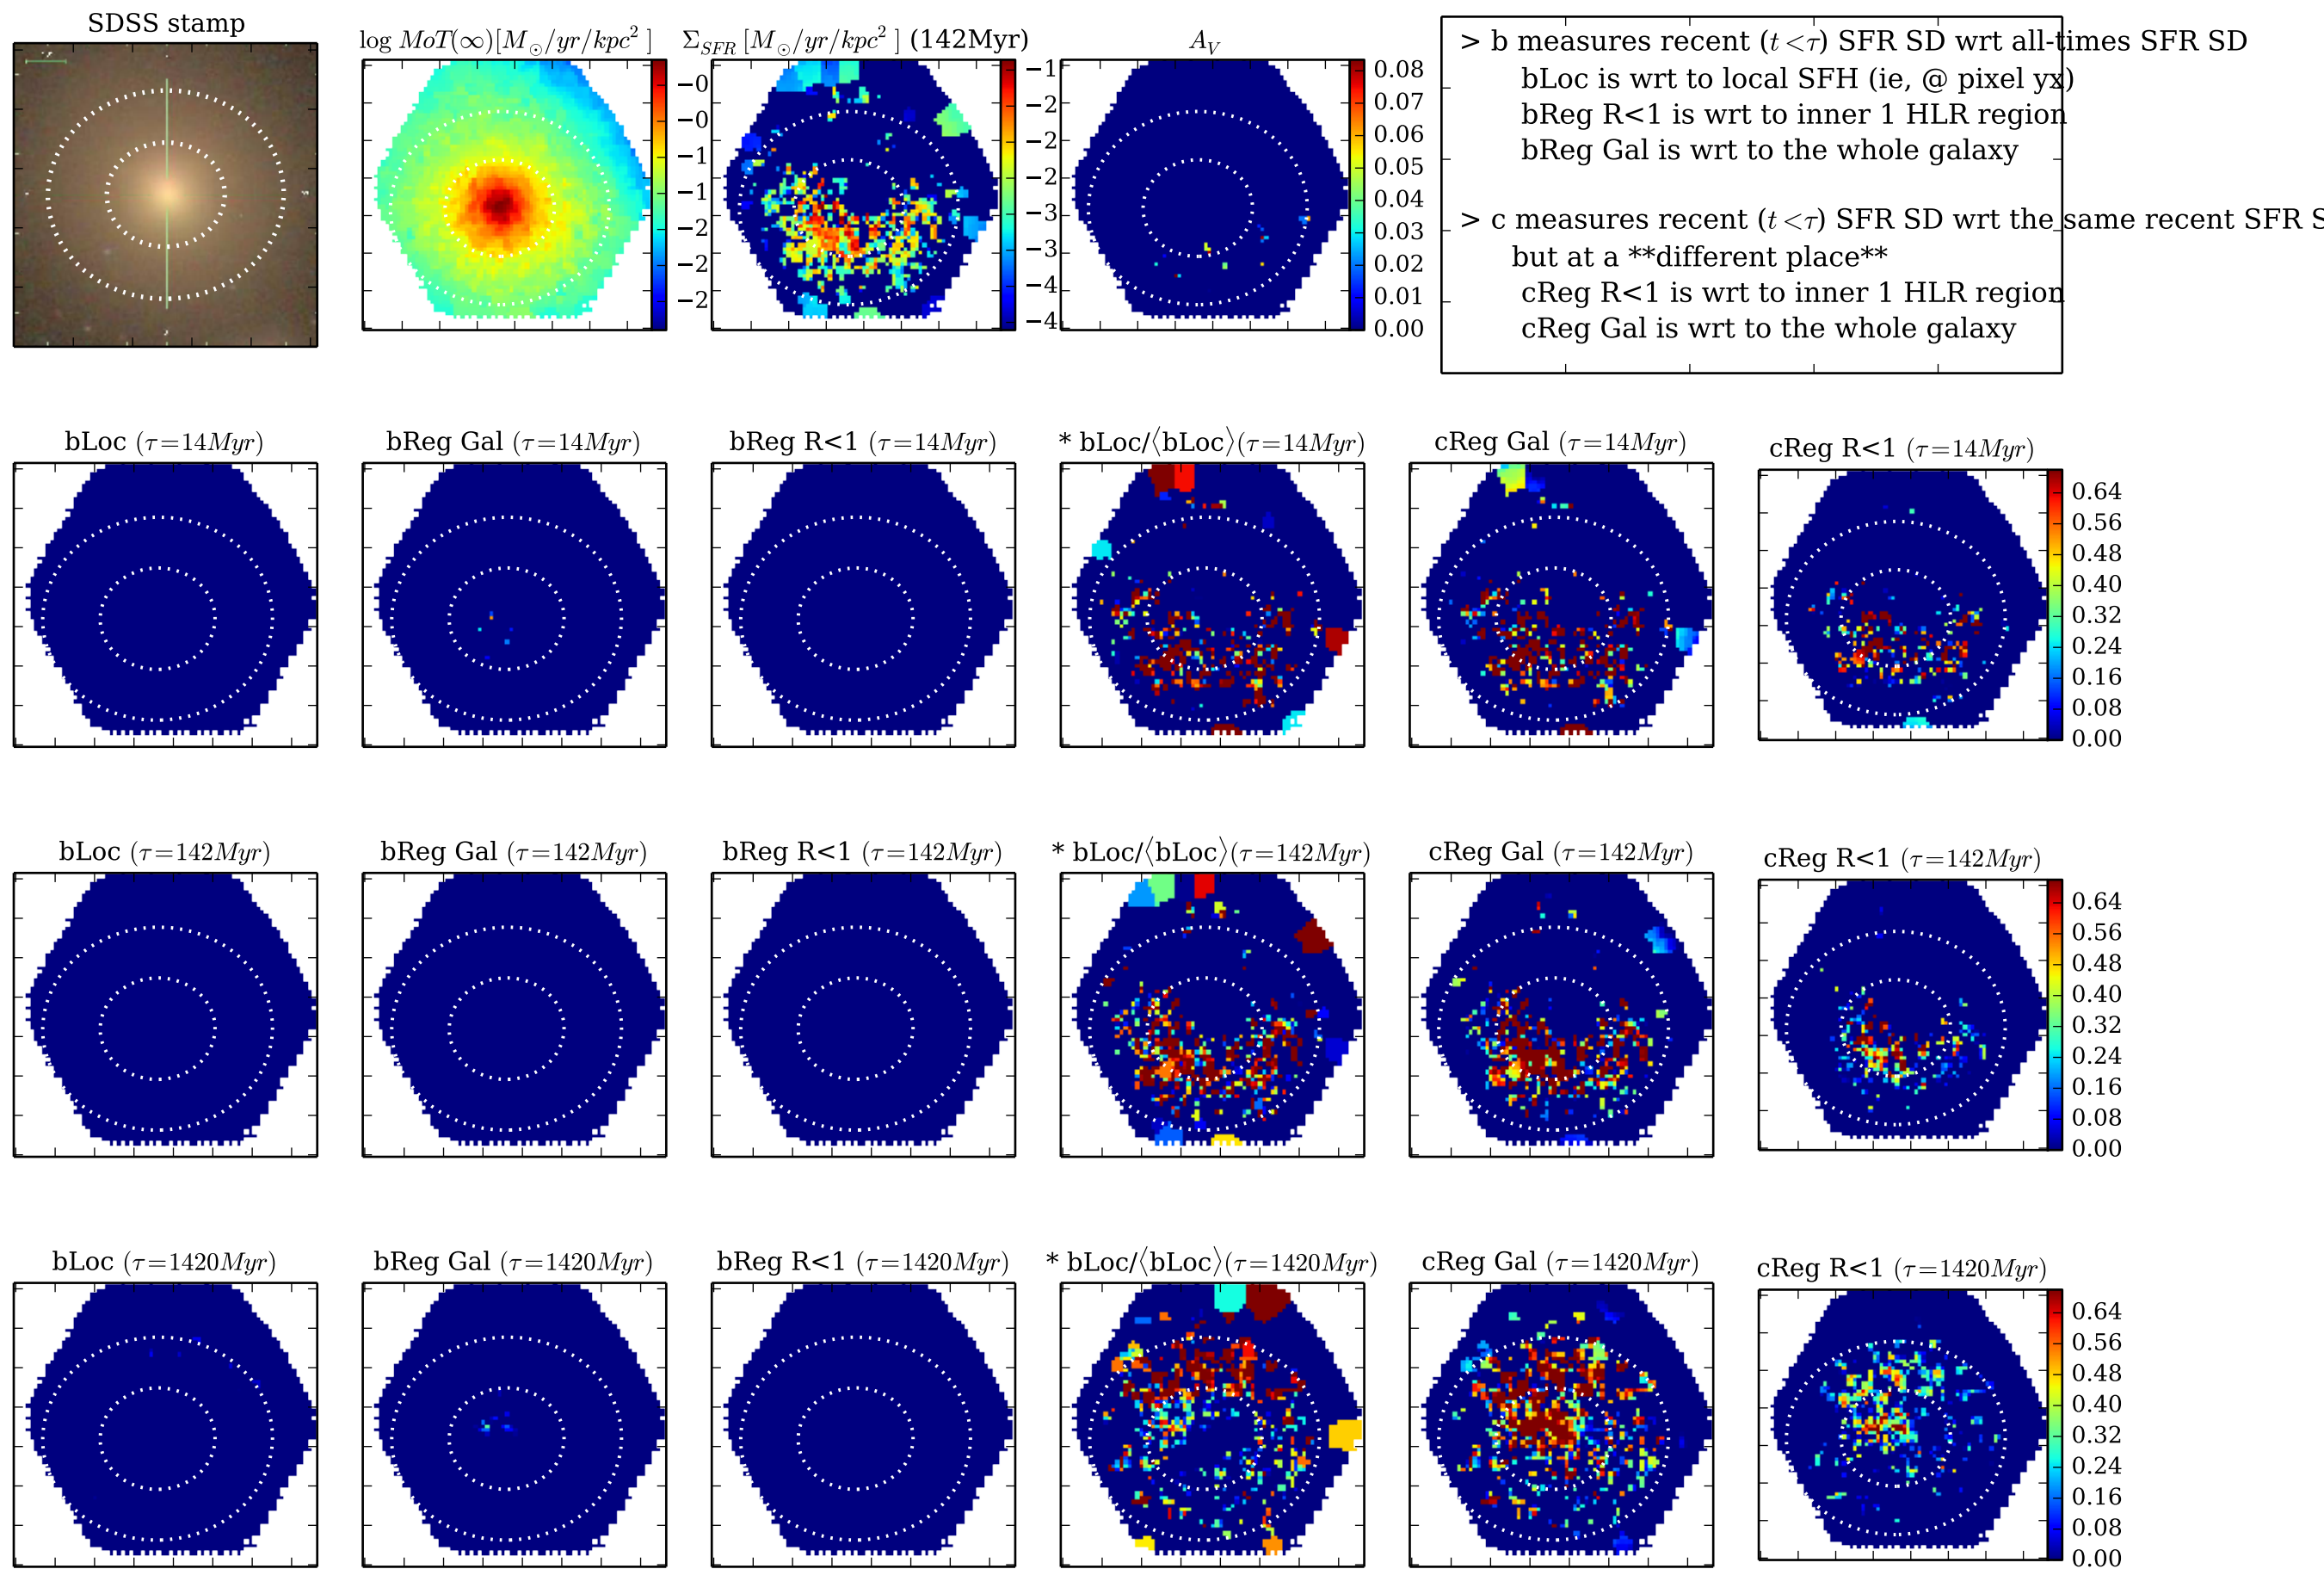 SDSS stamp
log MoT(∞)[M⊙/yr/kpc²]
Σ_SFR [M⊙/yr/kpc²] (142Myr)
A_V
−0
−0
−1
−1
−2
−2
−2
−1
−2
−2
−2
−3
−3
−4
−4
0.08
0.07
0.06
0.05
0.04
0.03
0.02
0.01
0.00
> b measures recent (t<τ) SFR SD wrt all-times SFR SD
bLoc is wrt to local SFH (ie, @ pixel yx)
bReg R<1 is wrt to inner 1 HLR region
bReg Gal is wrt to the whole galaxy
> c measures recent (t<τ) SFR SD wrt the same recent SFR S
but at a **different place**
cReg R<1 is wrt to inner 1 HLR region
cReg Gal is wrt to the whole galaxy
bLoc (τ=14Myr)
bReg Gal (τ=14Myr)
bReg R<1 (τ=14Myr)
* bLoc/⟨bLoc⟩(τ=14Myr)
cReg Gal (τ=14Myr)
cReg R<1 (τ=14Myr)
0.64
0.56
0.48
0.40
0.32
0.24
0.16
0.08
0.00
bLoc (τ=142Myr)
bReg Gal (τ=142Myr)
bReg R<1 (τ=142Myr)
* bLoc/⟨bLoc⟩(τ=142Myr)
cReg Gal (τ=142Myr)
cReg R<1 (τ=142Myr)
0.64
0.56
0.48
0.40
0.32
0.24
0.16
0.08
0.00
bLoc (τ=1420Myr)
bReg Gal (τ=1420Myr)
bReg R<1 (τ=1420Myr)
* bLoc/⟨bLoc⟩(τ=1420Myr)
cReg Gal (τ=1420Myr)
cReg R<1 (τ=1420Myr)
0.64
0.56
0.48
0.40
0.32
0.24
0.16
0.08
0.00